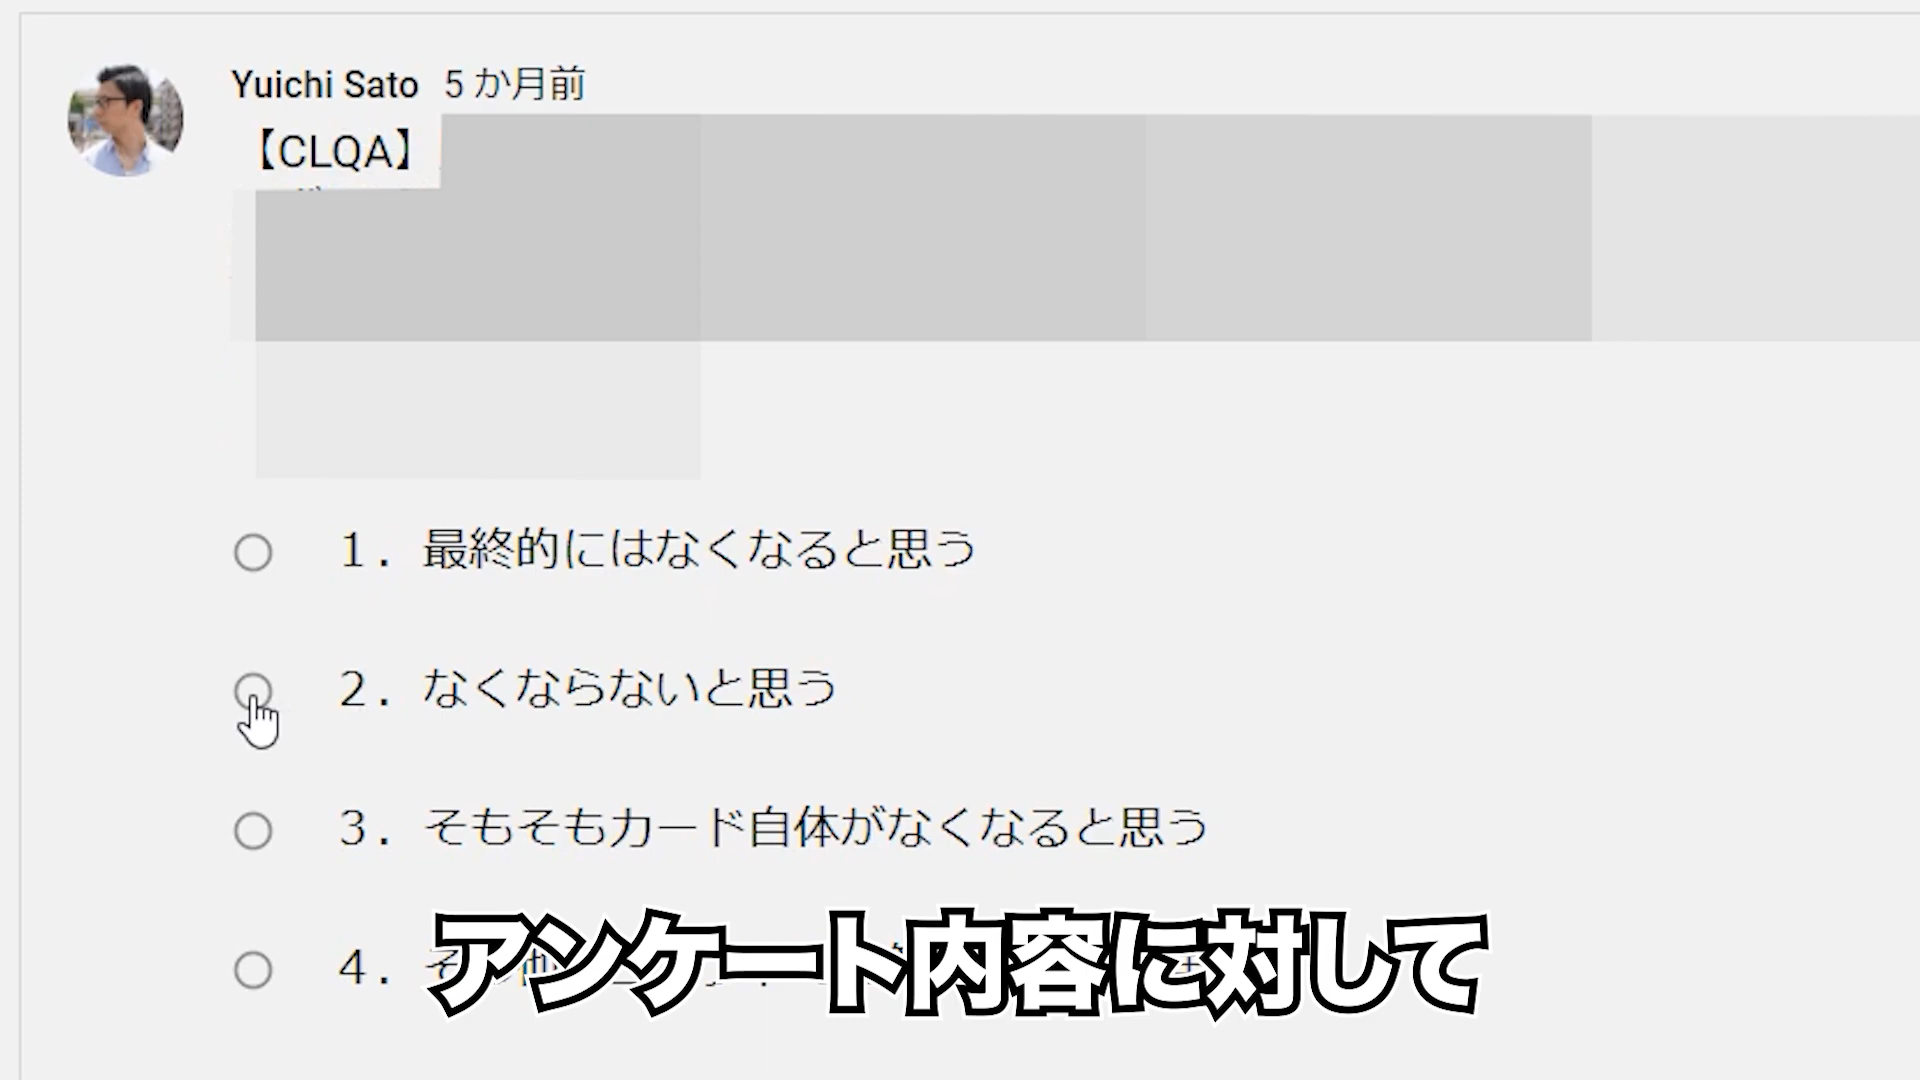 Yuichi Sato 5 か月前
【CLQA】
1. 最終的にはなくなると思う
2. なくならないと思う
3. そもそもカード自体がなくなると思う
4.
アンケート内容に対して